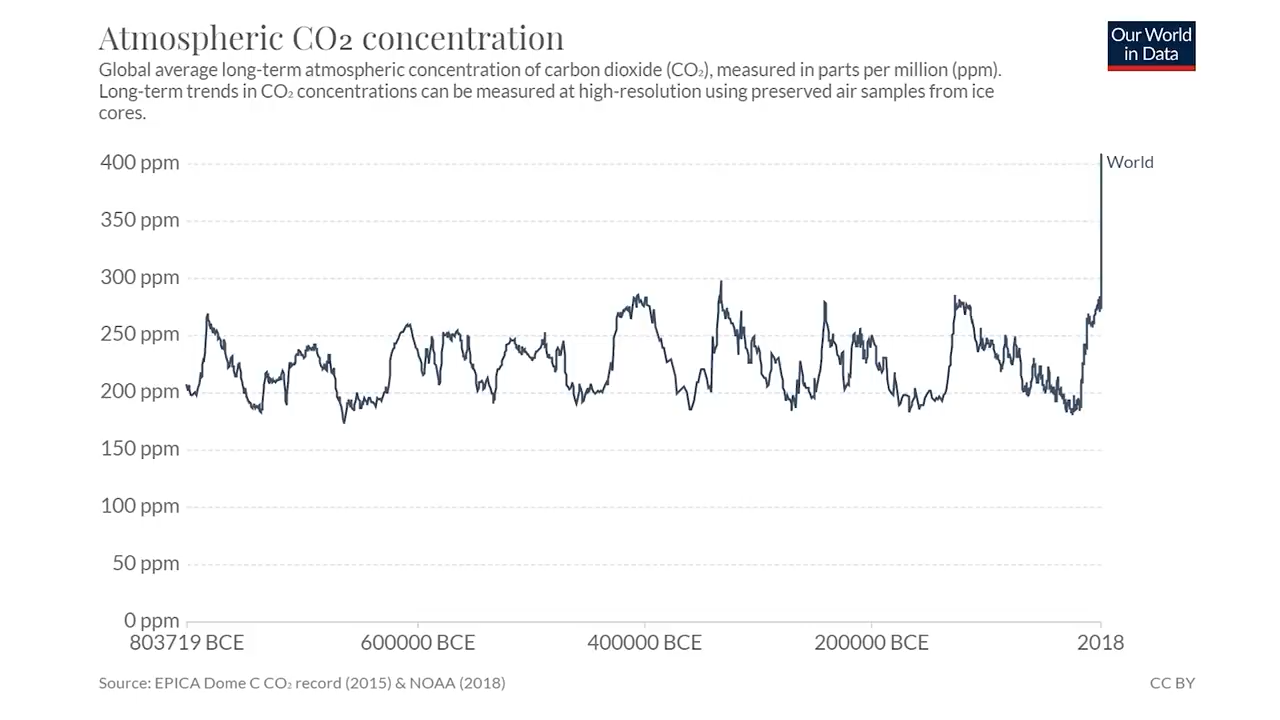 Atmospheric CO2 concentration
Our World
in Data
Global average long-term atmospheric concentration of carbon dioxide (CO₂), measured in parts per million (ppm).
Long-term trends in CO₂ concentrations can be measured at high-resolution using preserved air samples from ice
cores.
400 ppm
World
350 ppm
300 ppm
250 ppm
200 ppm
150 ppm
100 ppm
50 ppm
0 ppm
803719 BCE 600000 BCE 400000 BCE 200000 BCE 2018
Source: EPICA Dome C CO₂ record (2015) & NOAA (2018)
CC BY